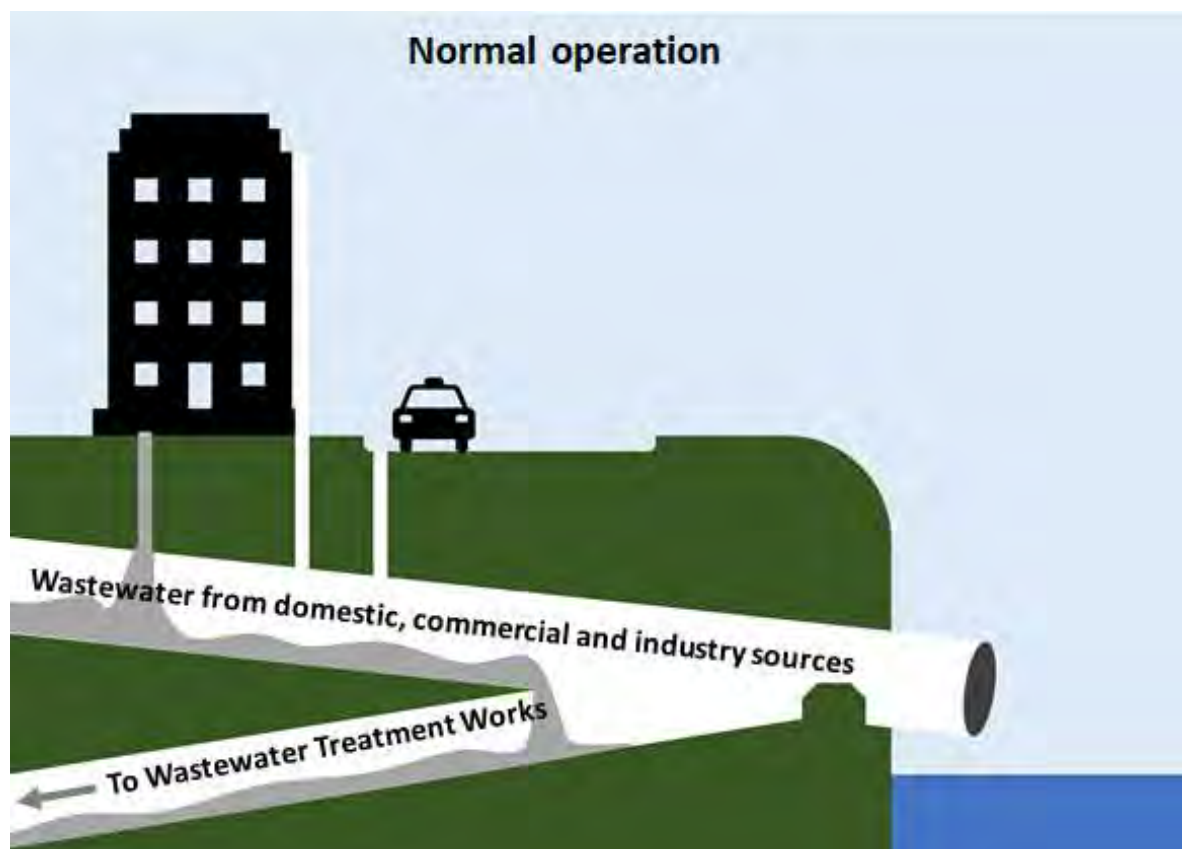 Normal operation
Wastewater from domestic, commercial and industry sources
To Wastewater Treatment Works